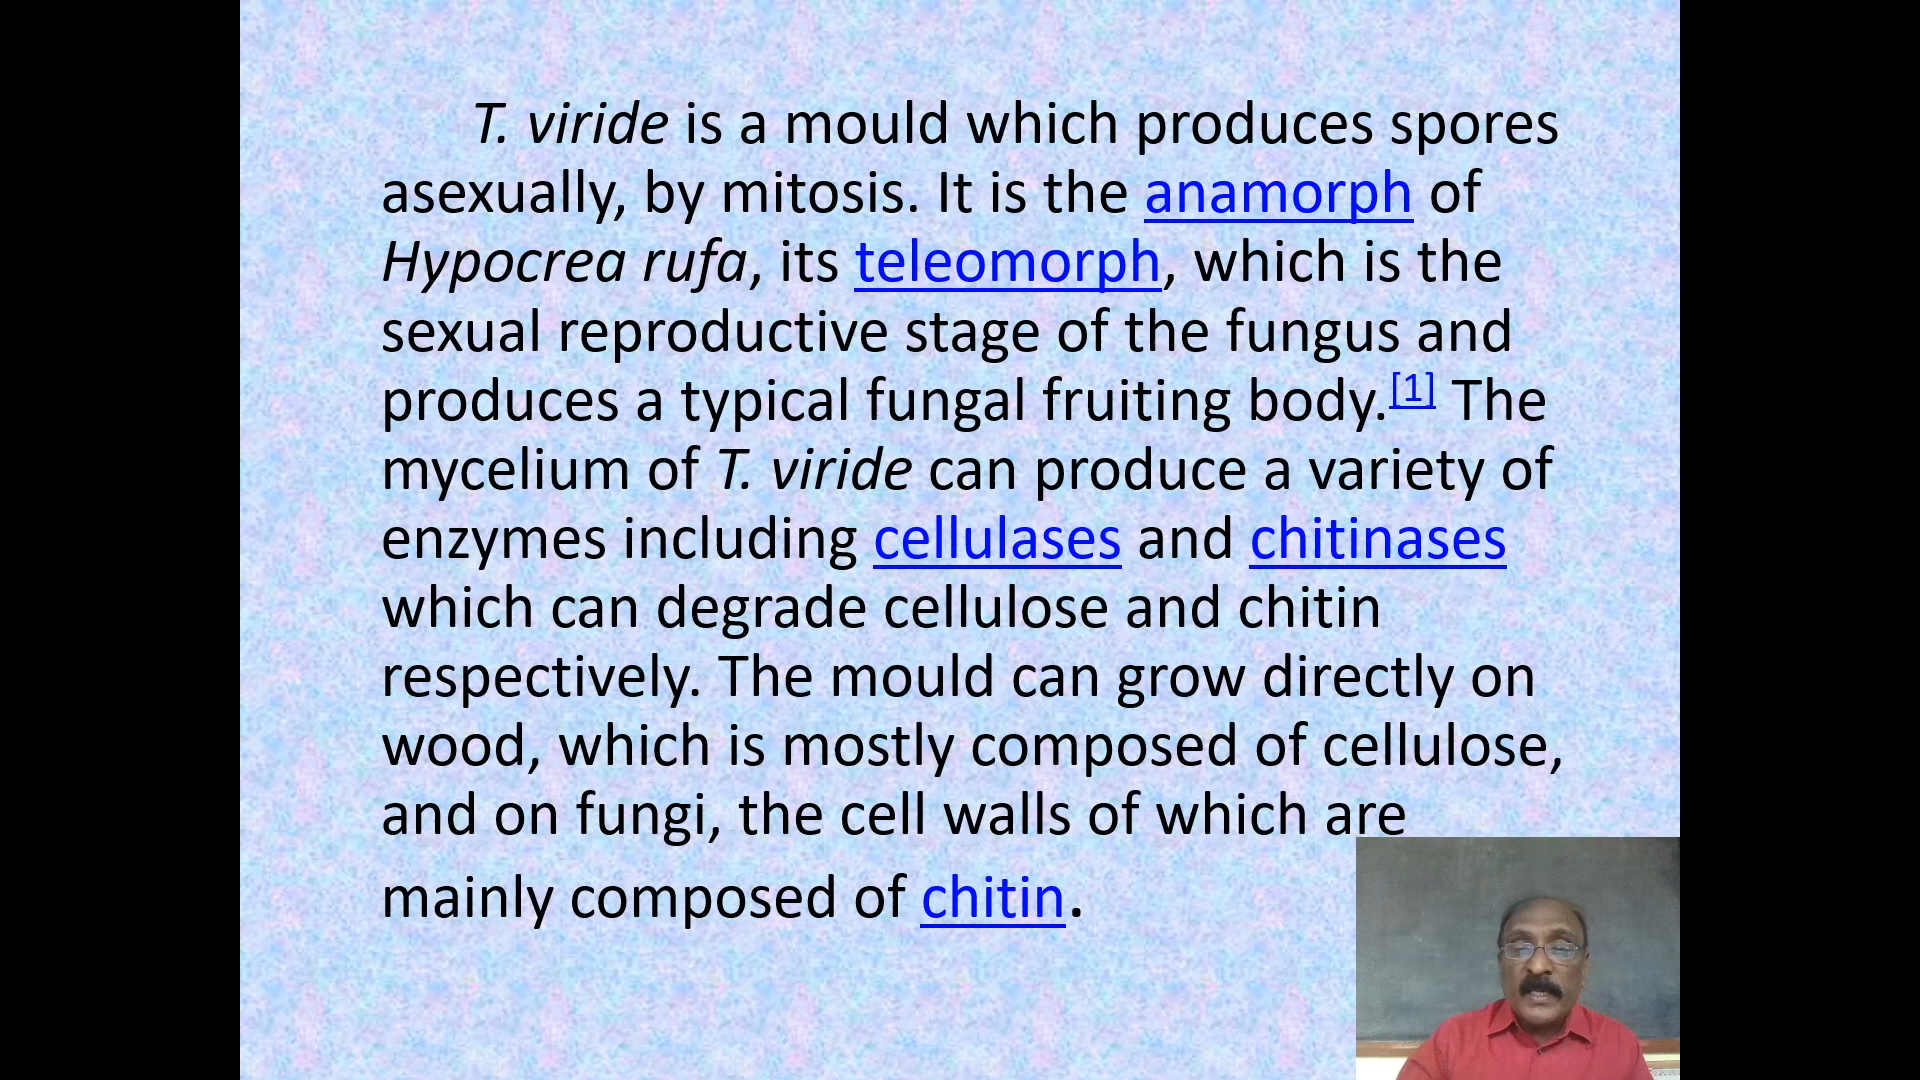 T. viride is a mould which produces spores
asexually, by mitosis. It is the anamorph of
Hypocrea rufa, its teleomorph, which is the
sexual reproductive stage of the fungus and
produces a typical fungal fruiting body.[1] The
mycelium of T. viride can produce a variety of
enzymes including cellulases and chitinases
which can degrade cellulose and chitin
respectively. The mould can grow directly on
wood, which is mostly composed of cellulose,
and on fungi, the cell walls of which are
mainly composed of chitin.